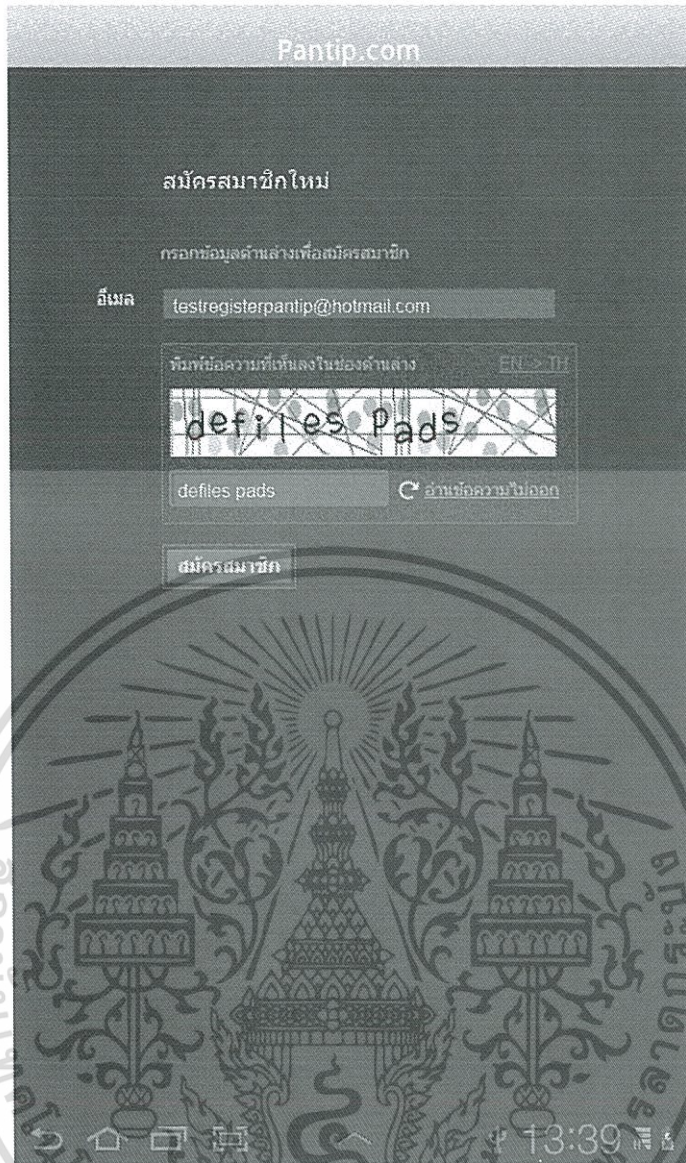 Pantip.com
สมัครสมาชิกใหม่
กรอกข้อมูลด้านล่างเพื่อสมัครสมาชิก
อีเมล testregisterpantip@hotmail.com
พิมพ์ข้อความที่เห็นลงในช่องด้านล่าง EN -> TH
defiles pads
defiles pads อ่านข้อความไม่ออก
สมัครสมาชิก
13:39